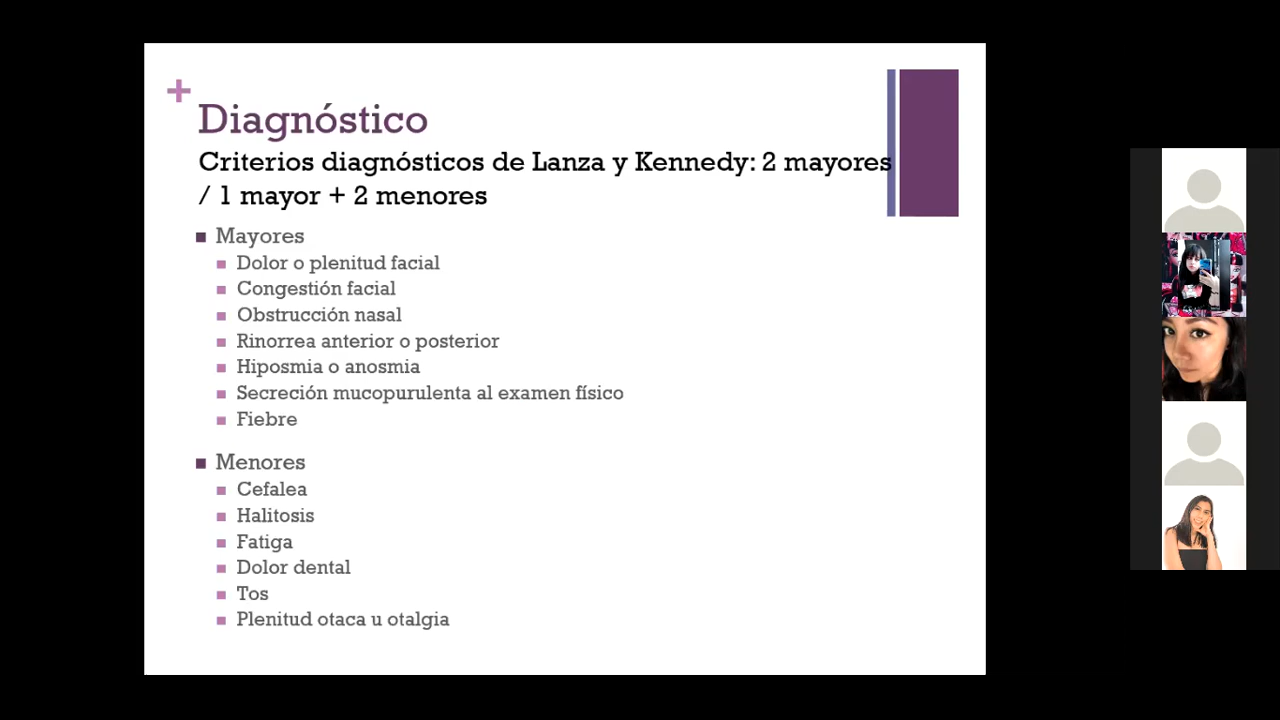 +
Diagnóstico
Criterios diagnósticos de Lanza y Kennedy: 2 mayores
/ 1 mayor + 2 menores
Mayores
Dolor o plenitud facial
Congestión facial
Obstrucción nasal
Rinorrea anterior o posterior
Hiposmia o anosmia
Secreción mucopurulenta al examen físico
Fiebre
Menores
Cefalea
Halitosis
Fatiga
Dolor dental
Tos
Plenitud otaca u otalgia